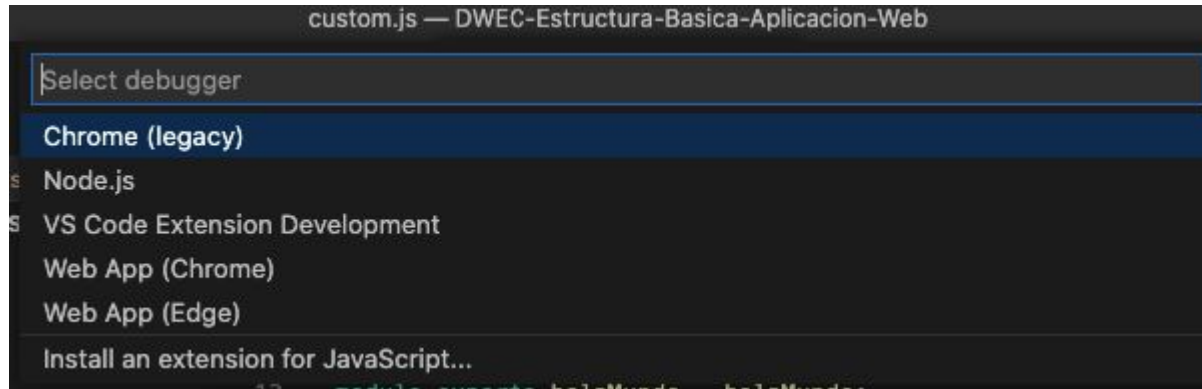 custom.js — DWEC-Estructura-Basica-Aplicacion-Web
Select debugger
Chrome (legacy)
Node.js
VS Code Extension Development
Web App (Chrome)
Web App (Edge)
Install an extension for JavaScript...